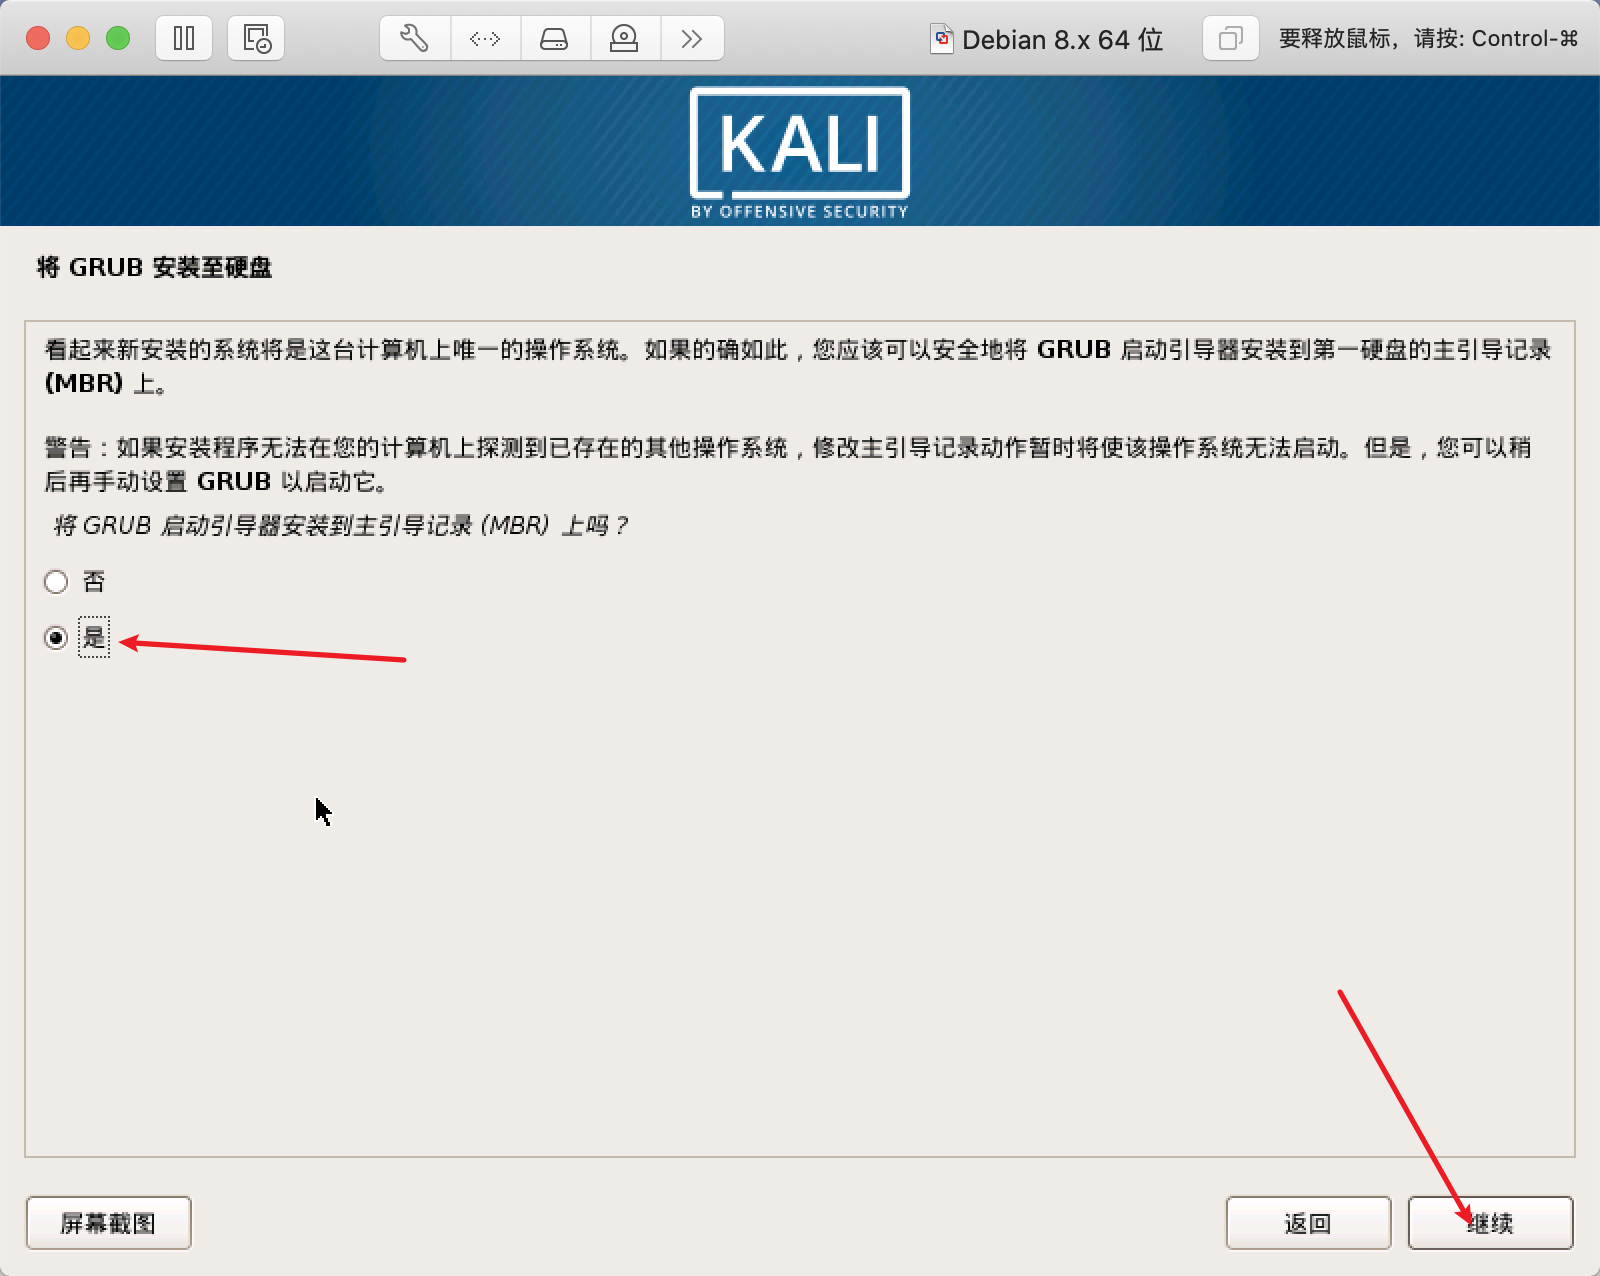 Debian 8.x 64 位
要释放鼠标，请按: Control-⌘
KALI
BY OFFENSIVE SECURITY
将 GRUB 安装至硬盘
看起来新安装的系统将是这台计算机上唯一的操作系统。如果的确如此，您应该可以安全地将 GRUB 启动引导器安装到第一硬盘的主引导记录
(MBR) 上。
警告：如果安装程序无法在您的计算机上探测到已存在的其他操作系统，修改主引导记录动作暂时将使该操作系统无法启动。但是，您可以稍
后再手动设置 GRUB 以启动它。
将 GRUB 启动引导器安装到主引导记录 (MBR) 上吗？
否
是
屏幕截图
返回
继续